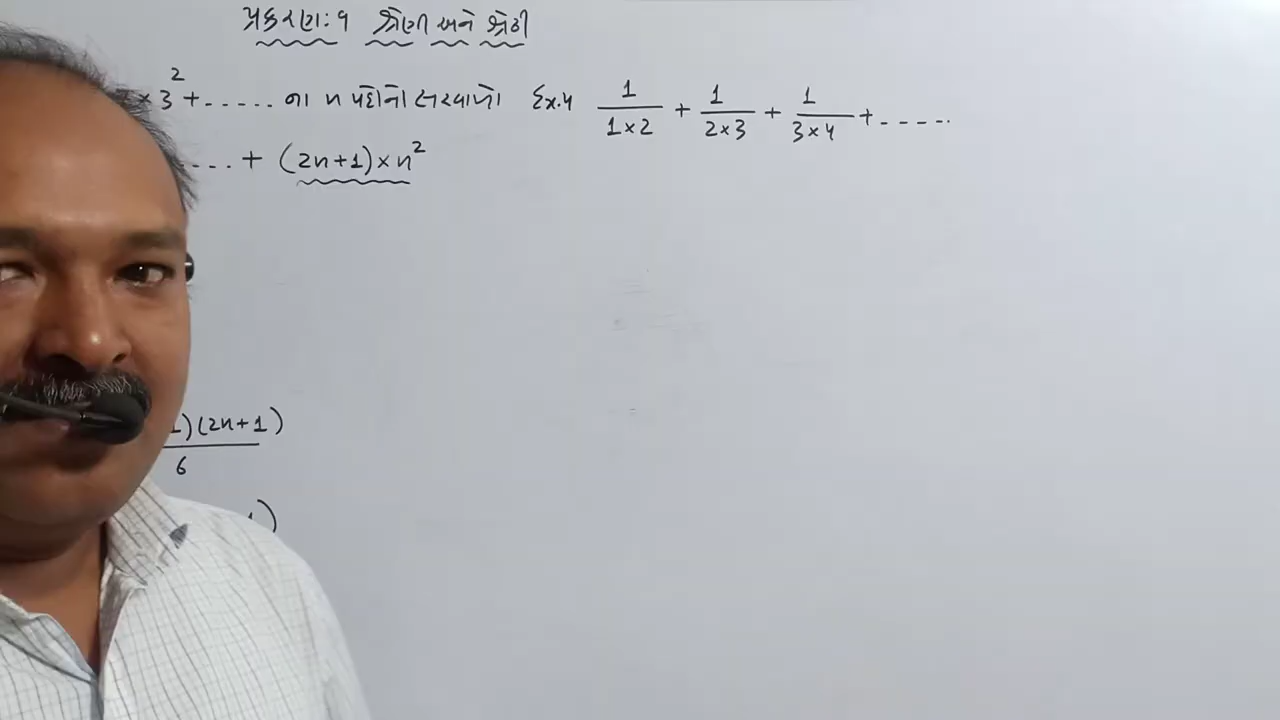 પ્રકરણ: ૧ શ્રેણી અને શ્રેઢી
× 3² + ..... ના n પદોનો સરવાળો
.... + (2n+1) × n²
1)(2n+1)
6
)
Ex.4 1/(1×2) + 1/(2×3) + 1/(3×4) + .....